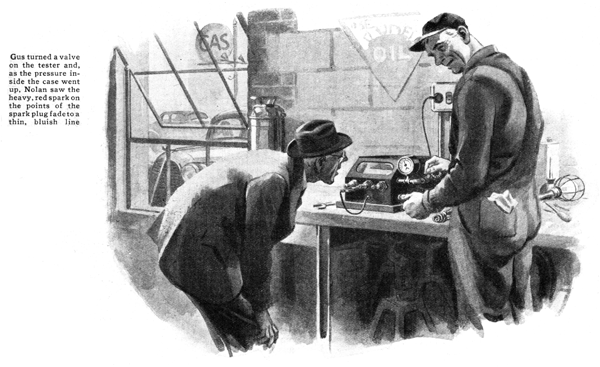 Gus turned a valve
on the tester and,
as the pressure in-
side the case went
up, Nolan saw the
heavy, red spark on
the points of the
spark plug fade to a
thin, bluish line
GAS
OIL